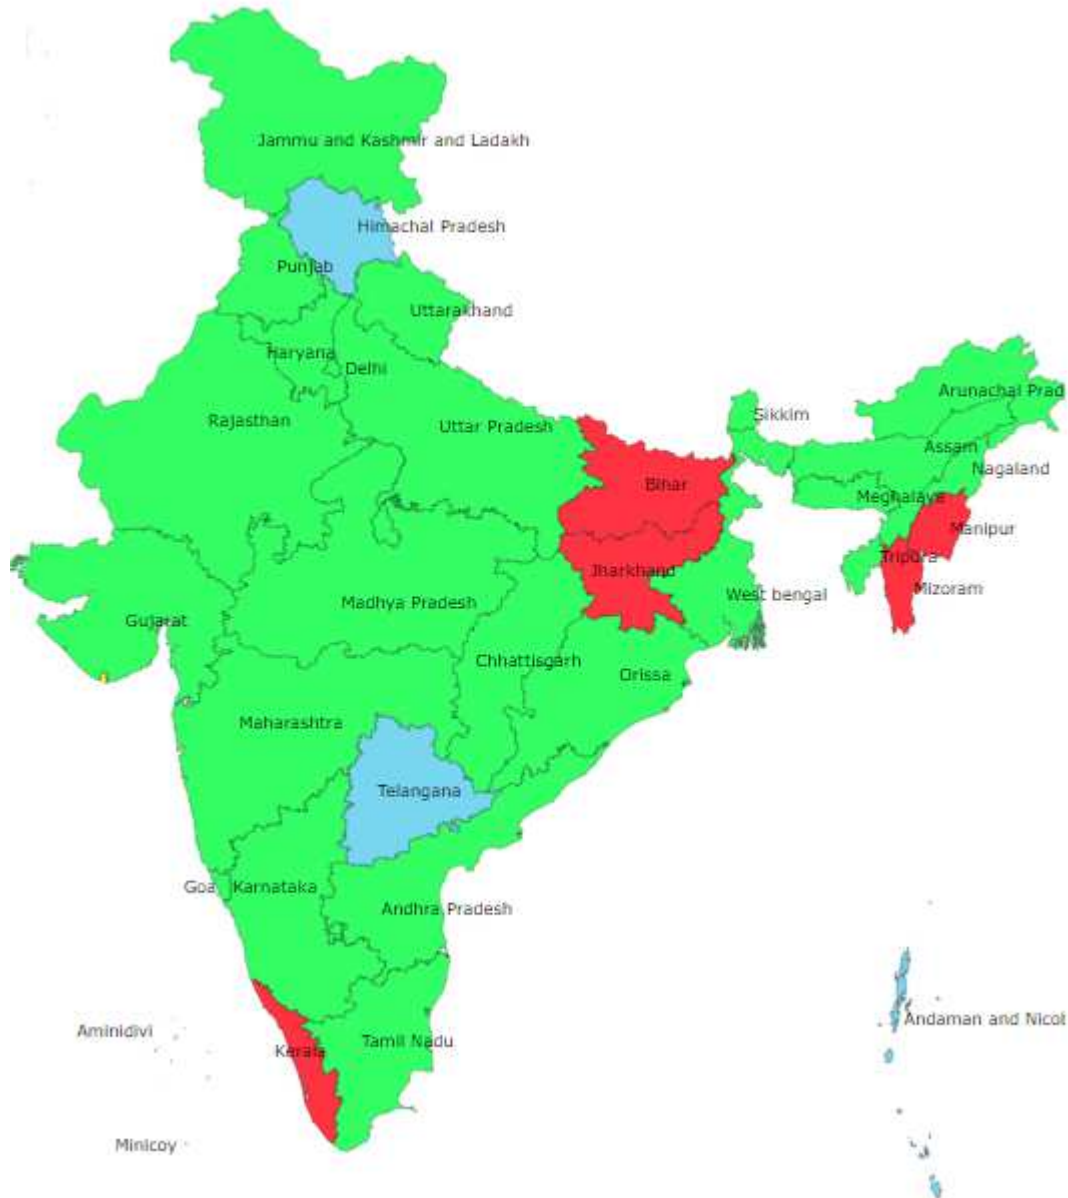 Jammu and Kashmir and Ladakh
Himachal Pradesh
Punjab
Uttarakhand
Haryana
Delhi
Arunachal Prad
Rajasthan
Sikkim
Uttar Pradesh
Assam
Nagaland
Bihar
Meghalaya
Manipur
Tripura
Jharkhand
Mizoram
West bengal
Madhya Pradesh
Gujarat
Chhattisgarh
Orissa
Maharashtra
Telangana
Goa
Karnataka
Andhra Pradesh
Andaman and Nicob
Aminidivi
Tamil Nadu
Kerala
Minicoy